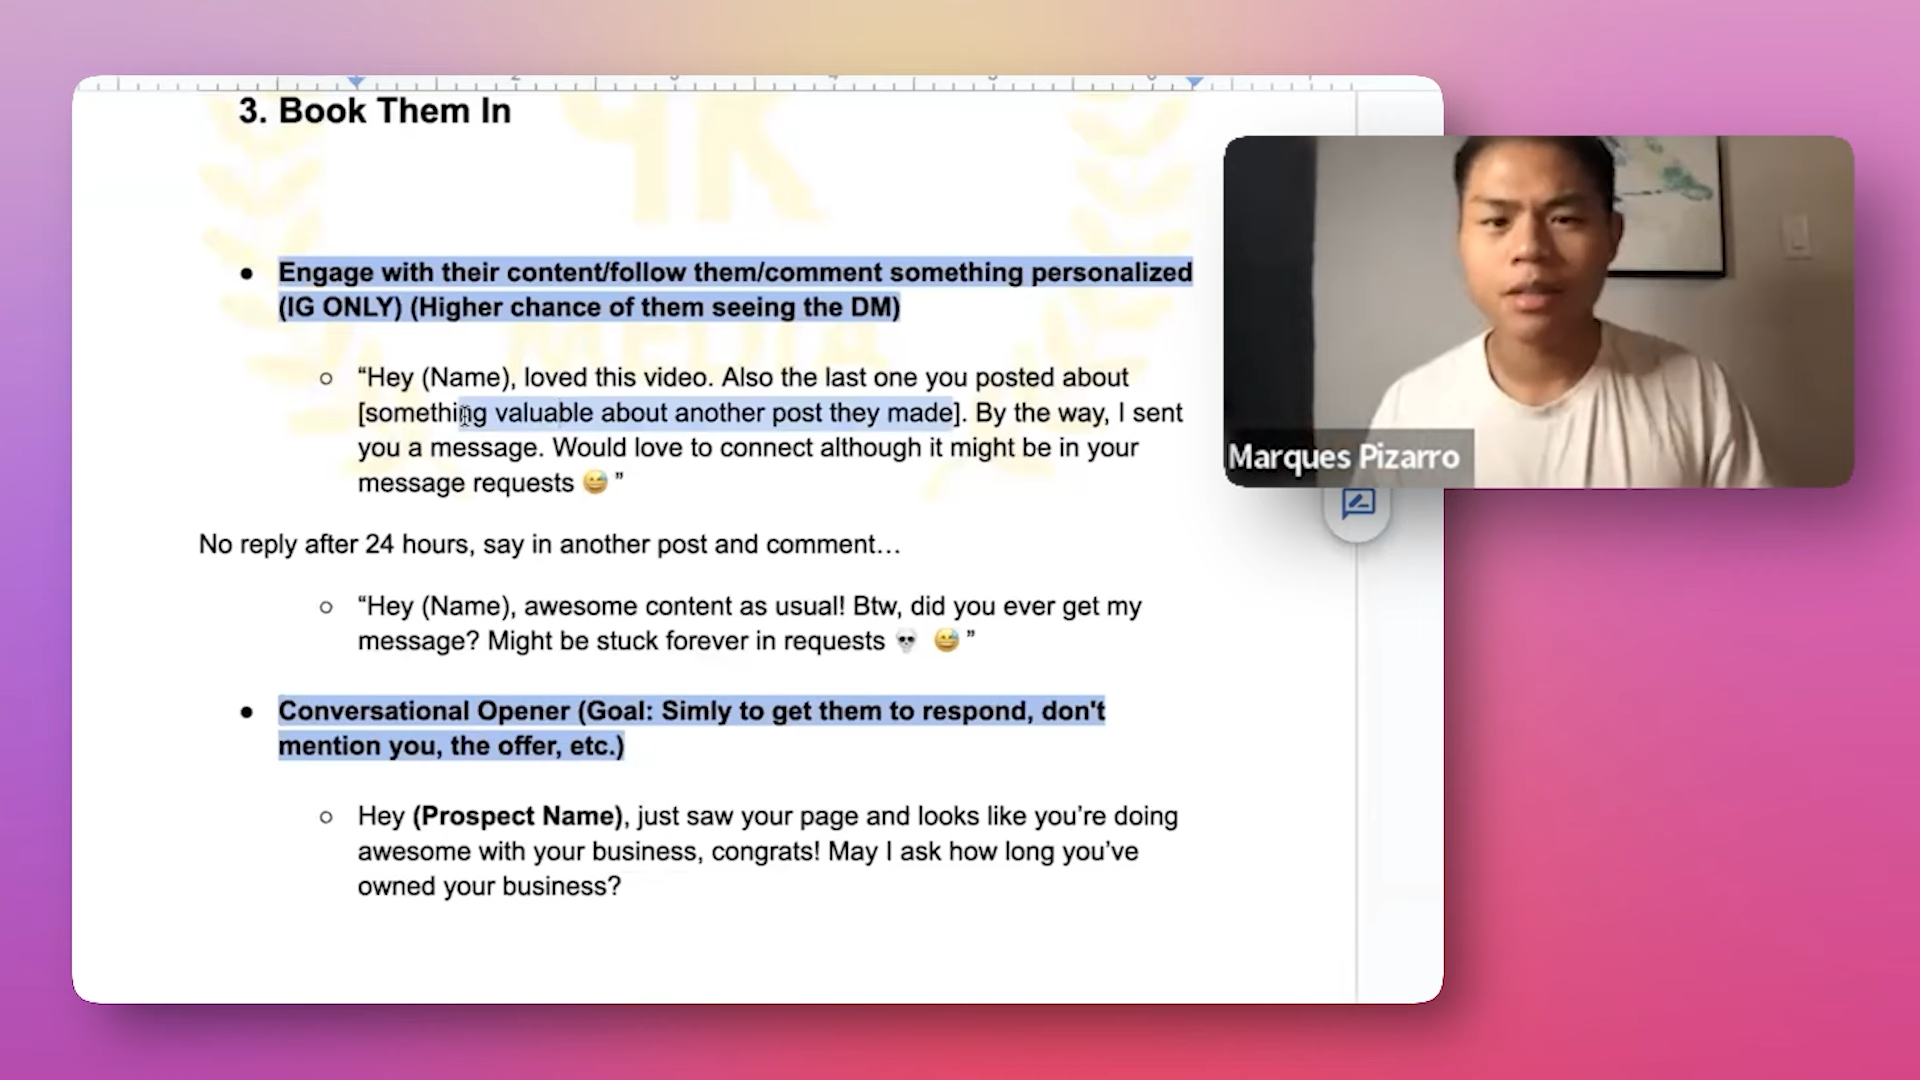 3. Book Them In
● Engage with their content/follow them/comment something personalized
(IG ONLY) (Higher chance of them seeing the DM)
○ “Hey (Name), loved this video. Also the last one you posted about
[something valuable about another post they made]. By the way, I sent
you a message. Would love to connect although it might be in your
message requests 😅 ”
No reply after 24 hours, say in another post and comment…
○ “Hey (Name), awesome content as usual! Btw, did you ever get my
message? Might be stuck forever in requests 💀 😅 ”
● Conversational Opener (Goal: Simly to get them to respond, don't
mention you, the offer, etc.)
○ Hey (Prospect Name), just saw your page and looks like you’re doing
awesome with your business, congrats! May I ask how long you’ve
owned your business?
Marques Pizarro
4K
MEDIA